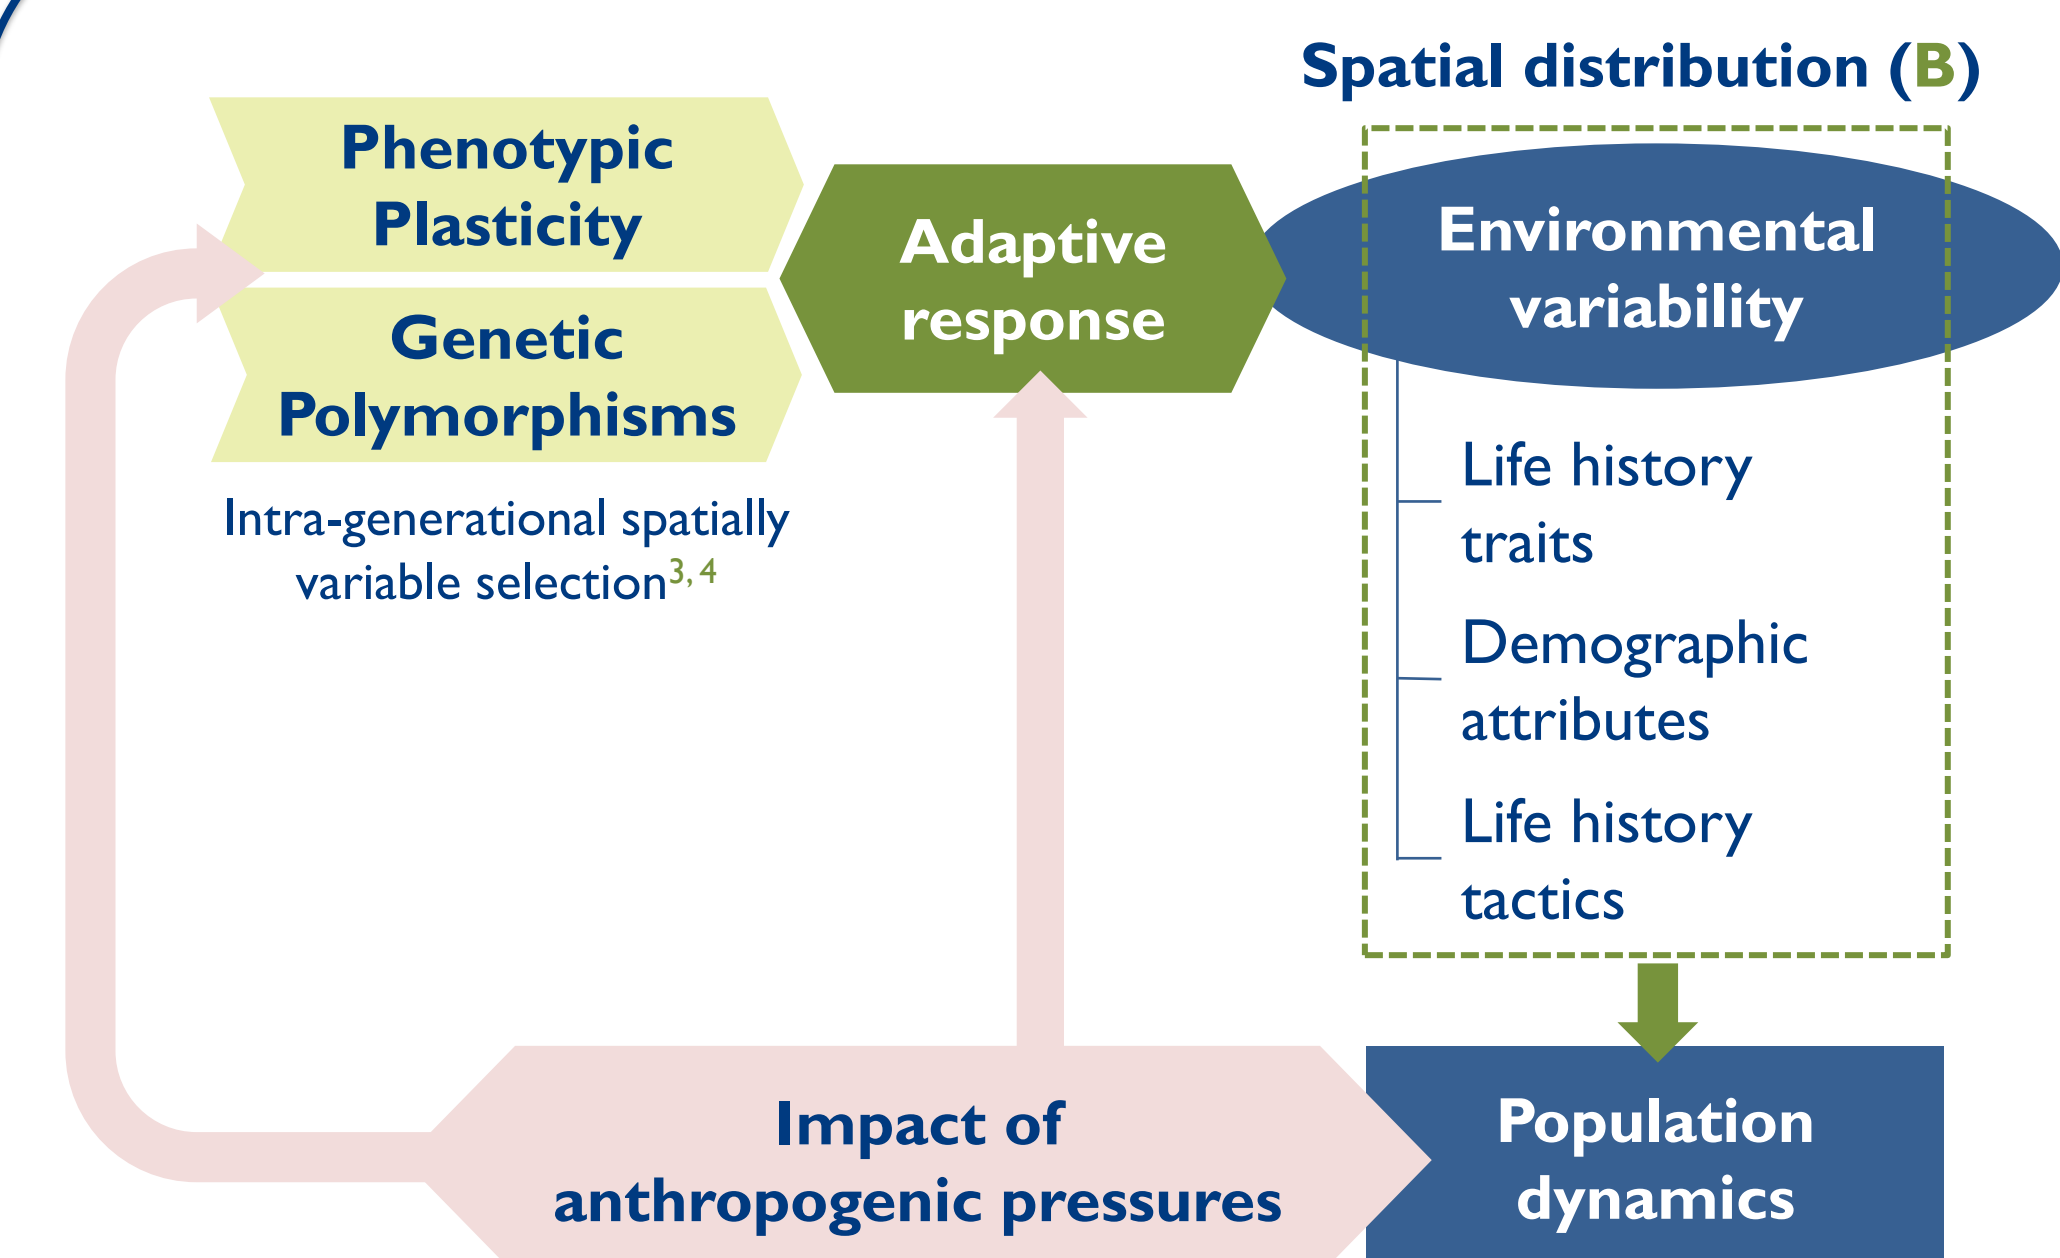 Spatial distribution (B)
Phenotypic
Plasticity
Genetic
Polymorphisms
Intra-generational spatially
variable selection3, 4
Adaptive
response
Environmental
variability
Life history
traits
Demographic
attributes
Life history
tactics
Impact of
anthropogenic pressures
Population
dynamics